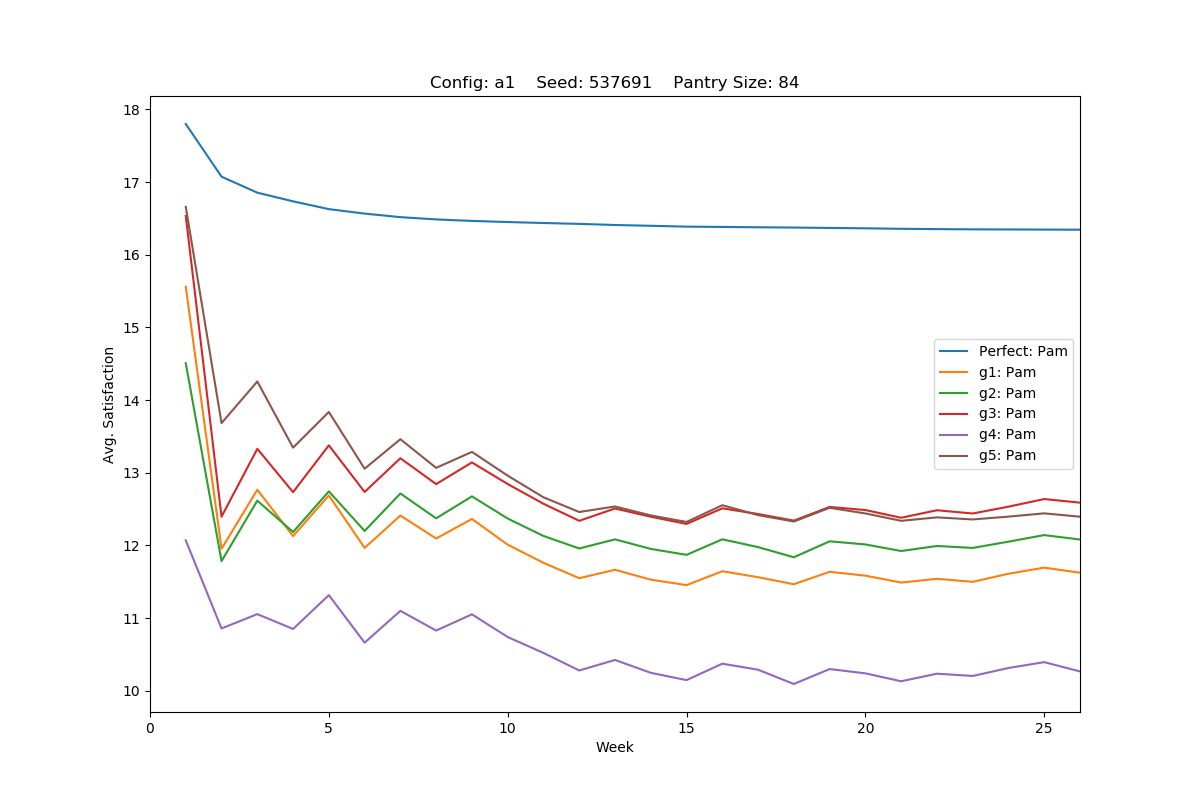 Config: a1    Seed: 537691    Pantry Size: 84
18
17
16
15
14
13
12
11
10
Avg. Satisfaction
0
5
10
15
20
25
Week
Perfect: Pam
g1: Pam
g2: Pam
g3: Pam
g4: Pam
g5: Pam